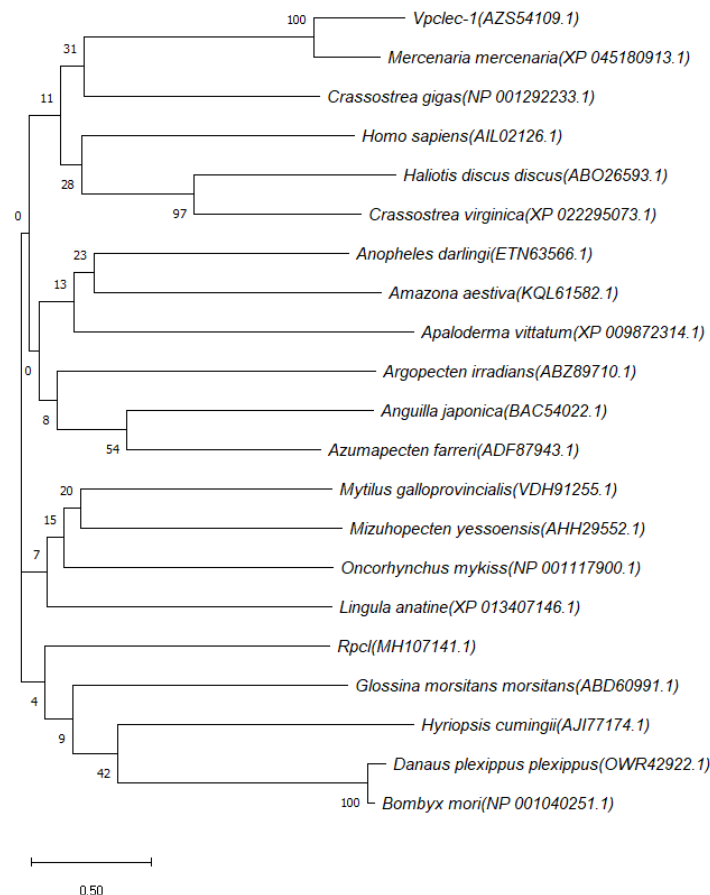 100
Vpclec-1(AZS54109.1)
31
Mercenaria mercenaria(XP 045180913.1)
11
Crassostrea gigas(NP 001292233.1)
Homo sapiens(AIL02126.1)
28
Haliotis discus discus(ABO26593.1)
97
Crassostrea virginica(XP 022295073.1)
0
23
Anopheles darlingi(ETN63566.1)
13
Amazona aestiva(KQL61582.1)
Apaloderma vittatum(XP 009872314.1)
0
Argopecten irradians(ABZ89710.1)
8
Anguilla japonica(BAC54022.1)
54
Azumapecten farreri(ADF87943.1)
20
Mytilus galloprovincialis(VDH91255.1)
15
Mizuhopecten yessoensis(AHH29552.1)
7
Oncorhynchus mykiss(NP 001117900.1)
Lingula anatine(XP 013407146.1)
Rpcl(MH107141.1)
4
Glossina morsitans morsitans(ABD60991.1)
9
Hyriopsis cumingii(AJI77174.1)
42
Danaus plexippus plexippus(OWR42922.1)
100
Bombyx mori(NP 001040251.1)
0.50